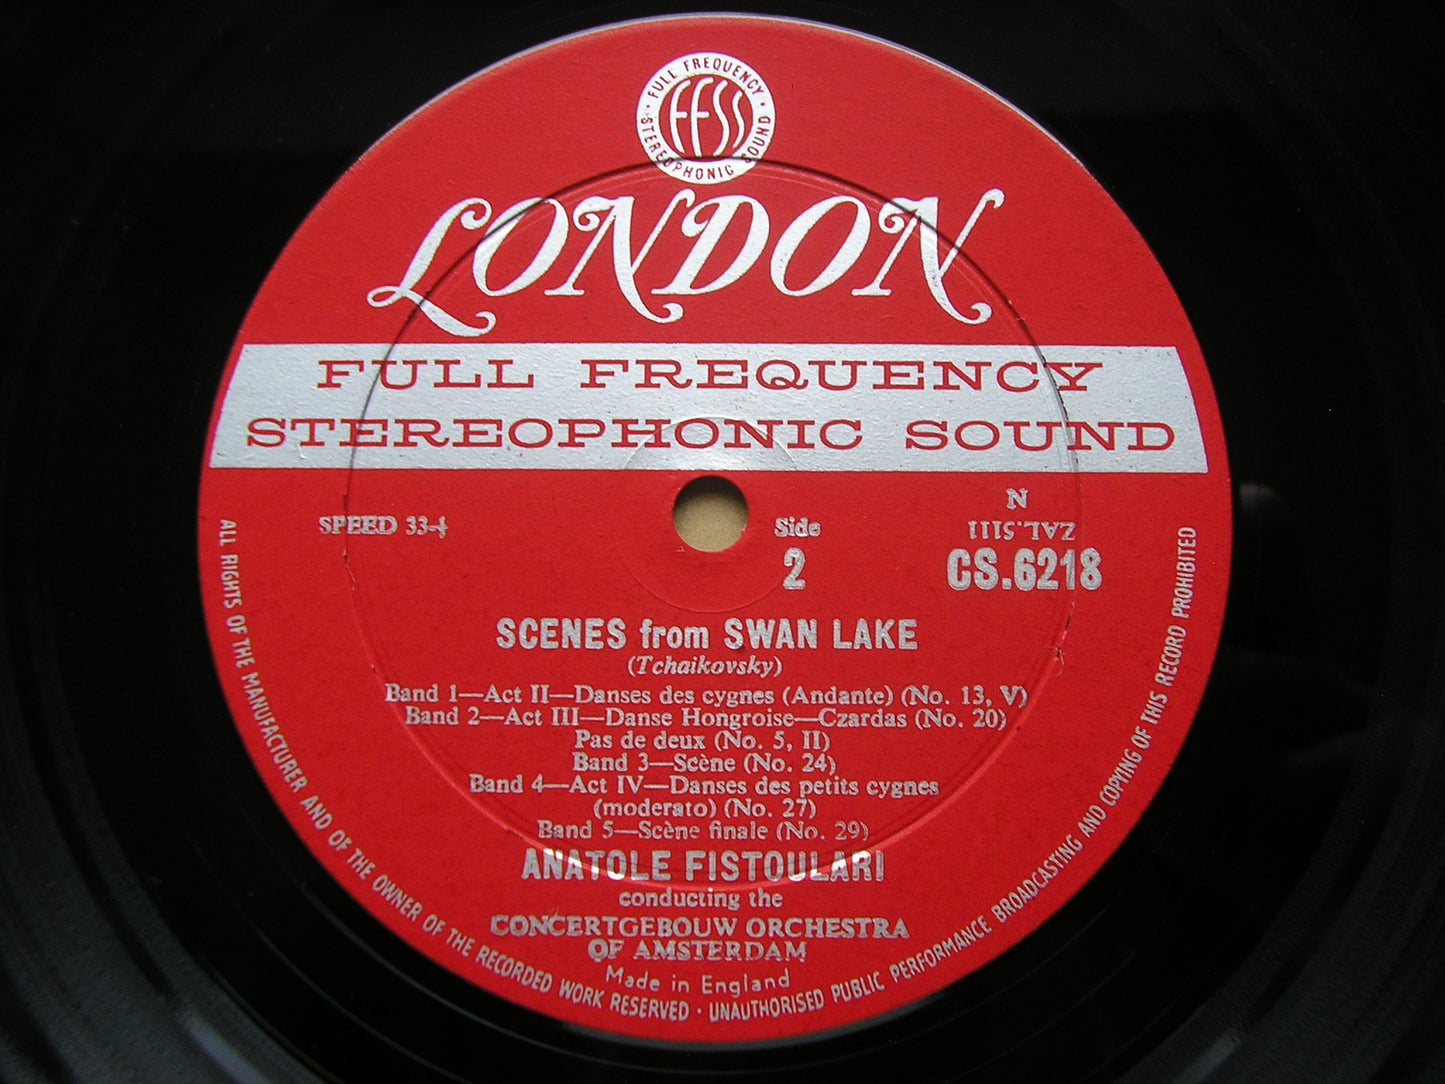 FULL FREQUENCY
FFSS
STEREOPHONIC SOUND
LONDON
FULL FREQUENCY
STEREOPHONIC SOUND
SPEED 33⅓
Side
2
N
ZAL.5111
CS.6218
SCENES from SWAN LAKE
(Tchaikovsky)
Band 1—Act II—Danses des cygnes (Andante) (No. 13, V)
Band 2—Act III—Danse Hongroise—Czardas (No. 20)
Pas de deux (No. 5, II)
Band 3—Scène (No. 24)
Band 4—Act IV—Danses des petits cygnes
(moderato) (No. 27)
Band 5—Scène finale (No. 29)
ANATOLE FISTOULARI
conducting the
CONCERTGEBOUW ORCHESTRA
OF AMSTERDAM
Made in England
ALL RIGHTS OF THE MANUFACTURER AND OF THE OWNER OF THE RECORDED WORK RESERVED · UNAUTHORISED PUBLIC PERFORMANCE BROADCASTING AND COPYING OF THIS RECORD PROHIBITED